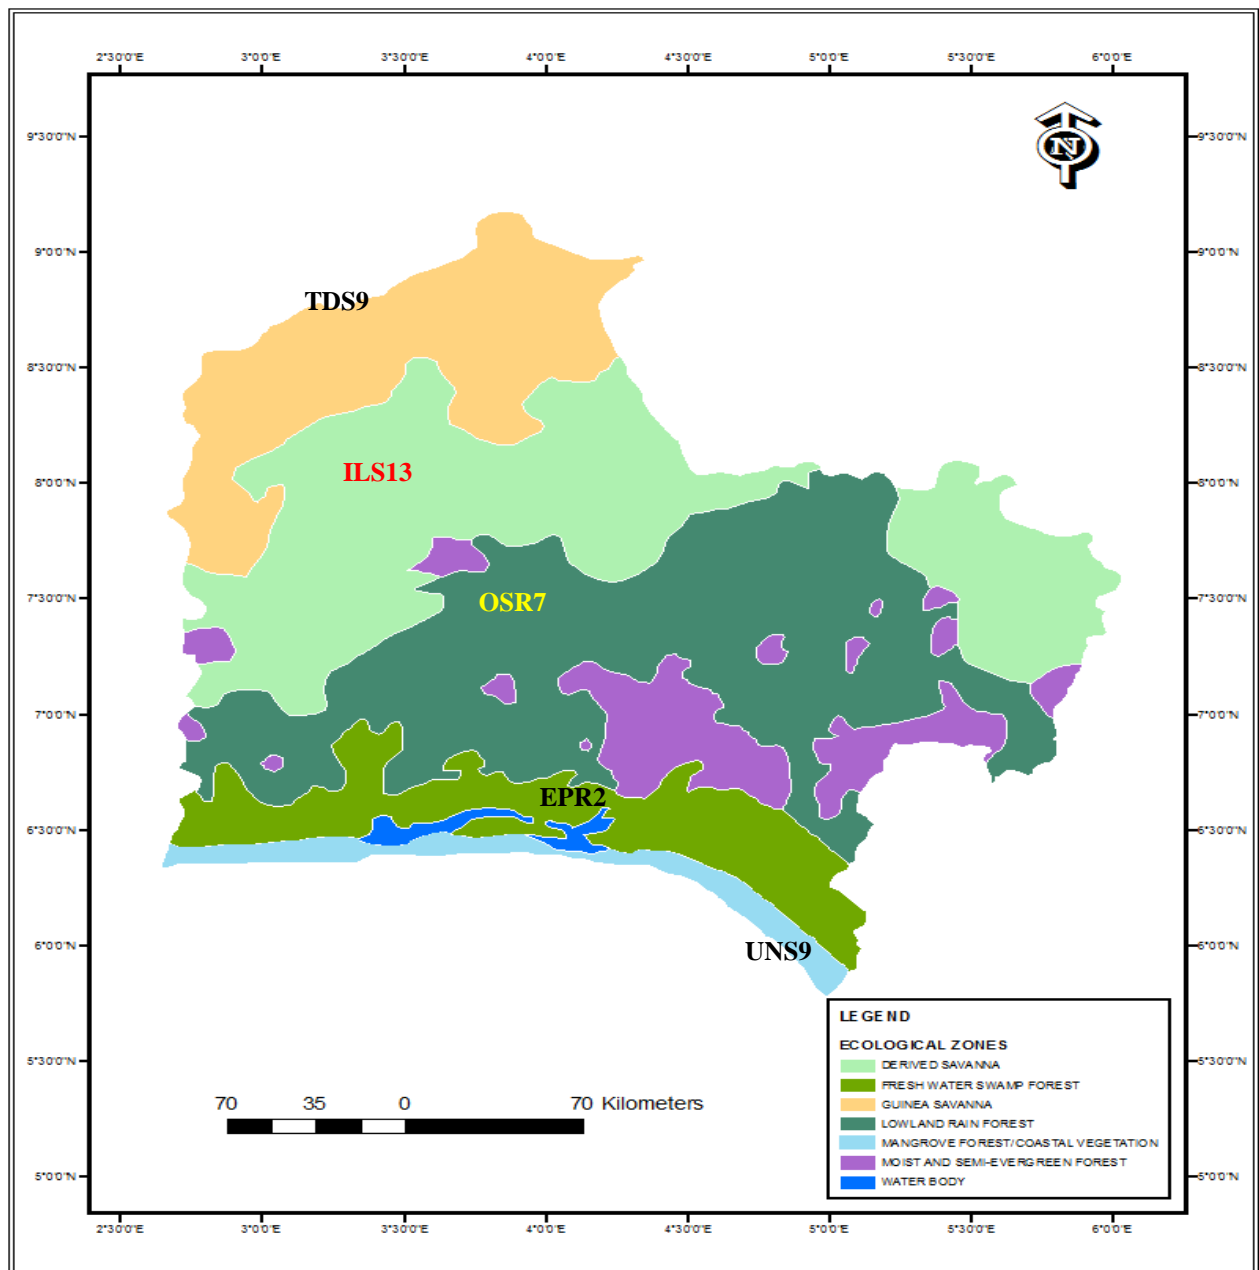 2°30'0"E 3°0'0"E 3°30'0"E 4°0'0"E 4°30'0"E 5°0'0"E 5°30'0"E 6°0'0"E
N
9°30'0"N 9°30'0"N
9°0'0"N 9°0'0"N
TDS9
8°30'0"N 8°30'0"N
ILS13
8°0'0"N 8°0'0"N
7°30'0"N 7°30'0"N
OSR7
7°0'0"N 7°0'0"N
EPR2
6°30'0"N 6°30'0"N
6°0'0"N 6°0'0"N
UNS9
LEGEND
ECOLOGICAL ZONES
DERIVED SAVANNA
5°30'0"N 5°30'0"N
FRESH WATER SWAMP FOREST
GUINEA SAVANNA
70 35 0 70 Kilometers
LOWLAND RAIN FOREST
MANGROVE FOREST/COASTAL VEGETATION
MOIST AND SEMI-EVERGREEN FOREST
5°0'0"N 5°0'0"N
WATER BODY
2°30'0"E 3°0'0"E 3°30'0"E 4°0'0"E 4°30'0"E 5°0'0"E 5°30'0"E 6°0'0"E